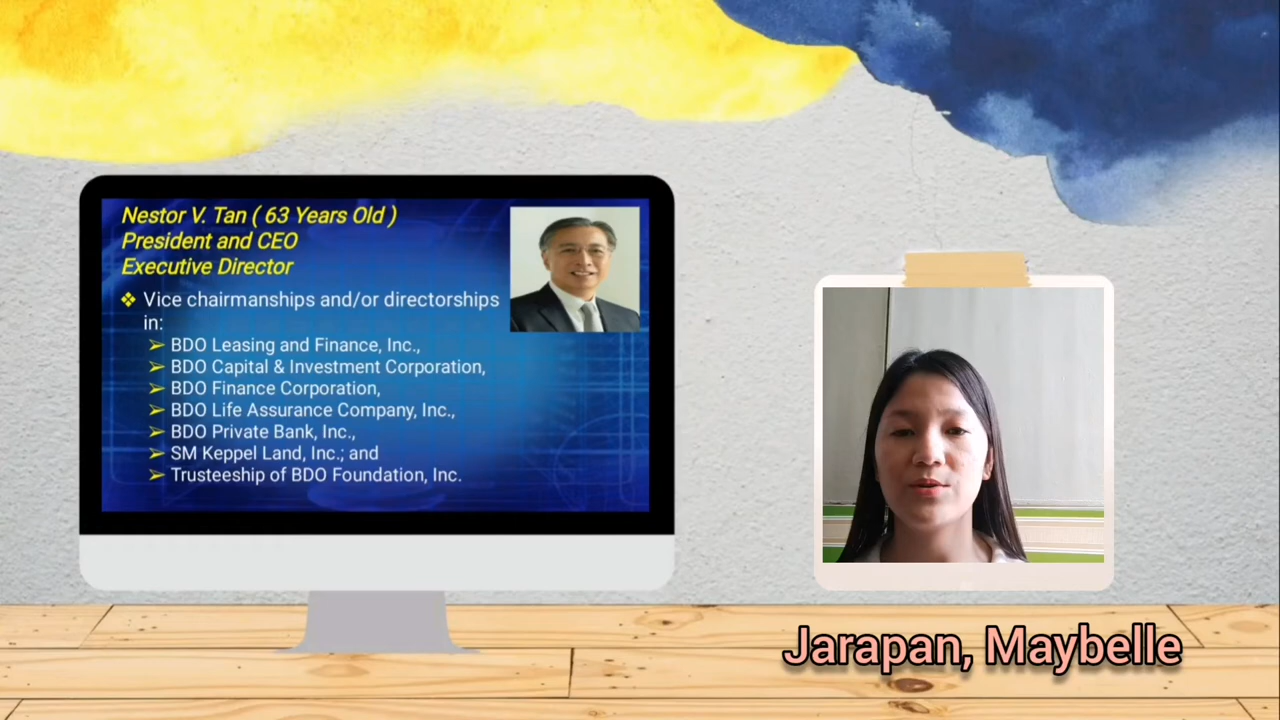 Nestor V. Tan ( 63 Years Old )
President and CEO
Executive Director
❖ Vice chairmanships and/or directorships
in:
➢ BDO Leasing and Finance, Inc.,
➢ BDO Capital & Investment Corporation,
➢ BDO Finance Corporation,
➢ BDO Life Assurance Company, Inc.,
➢ BDO Private Bank, Inc.,
➢ SM Keppel Land, Inc.; and
➢ Trusteeship of BDO Foundation, Inc.
Jarapan, Maybelle